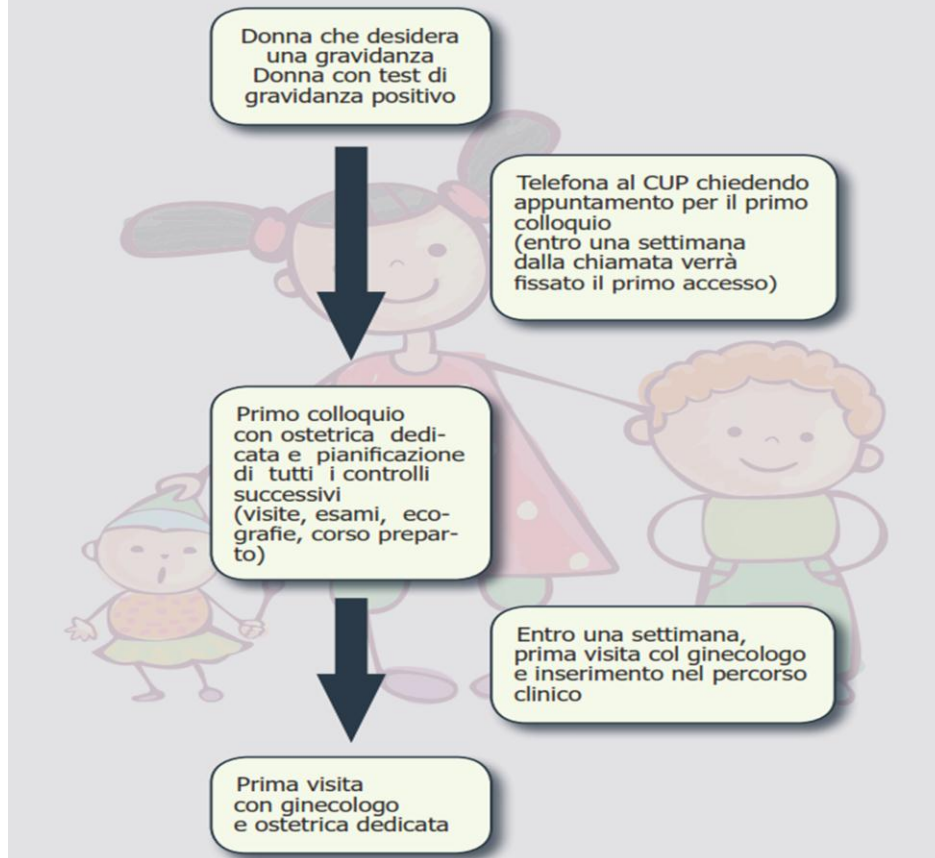 Donna che desidera
una gravidanza
Donna con test di
gravidanza positivo
Telefona al CUP chiedendo
appuntamento per il primo
colloquio
(entro una settimana
dalla chiamata verrà
fissato il primo accesso)
Primo colloquio
con ostetrica dedi-
cata e pianificazione
di tutti i controlli
successivi
(visite, esami, eco-
grafie, corso prepar-
to)
Entro una settimana,
prima visita col ginecologo
e inserimento nel percorso
clinico
Prima visita
con ginecologo
e ostetrica dedicata